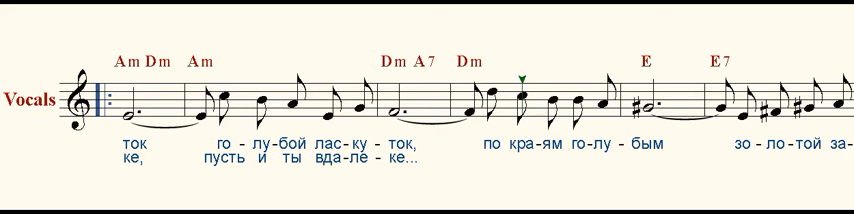 Am Dm Am Dm A7 Dm E E7
Vocals
ток го - лу-бой лас-ку - ток, по кра-ям го-лу - бым зо - ло-той за-
ке, пусть и ты вда-ле - ке...